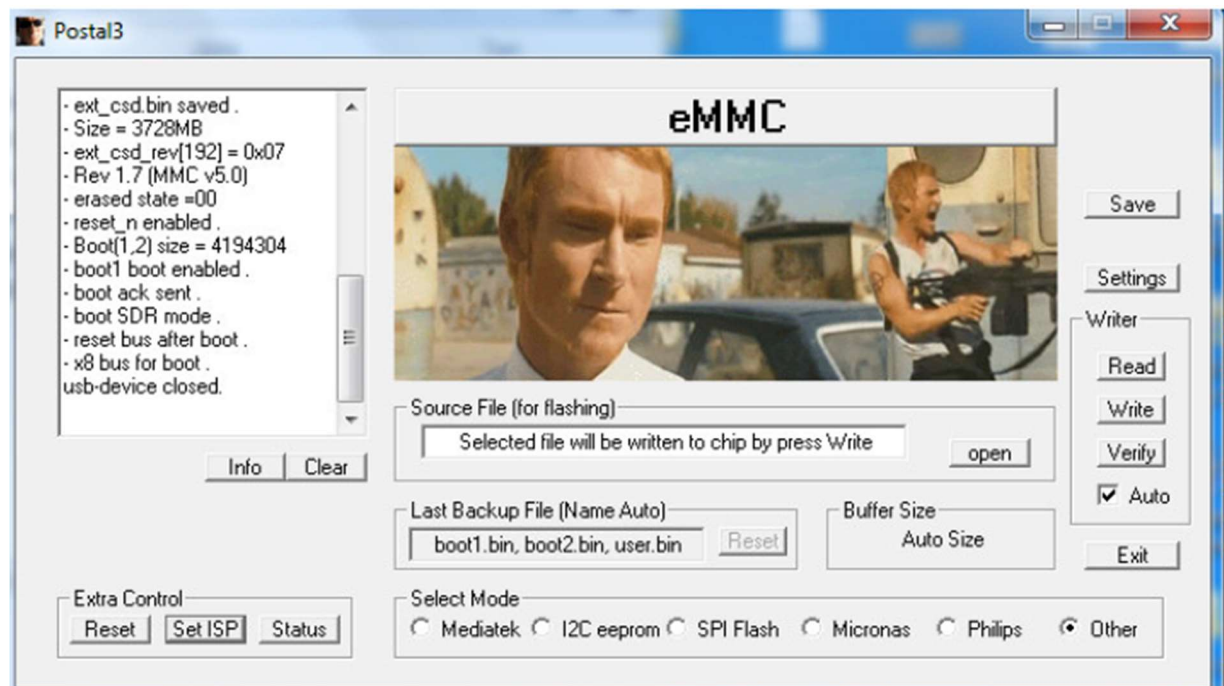 Postal3
- ext_csd.bin saved .
- Size = 3728MB
- ext_csd_rev[192] = 0x07
- Rev 1.7 (MMC v5.0)
- erased state =00
- reset_n enabled .
- Boot(1,2) size = 4194304
- boot1 boot enabled .
- boot ack sent .
- boot SDR mode .
- reset bus after boot .
- x8 bus for boot .
usb-device closed.
Info
Clear
eMMC
Save
Settings
Writer
Read
Write
Verify
Auto
Exit
Source File (for flashing)
Selected file will be written to chip by press Write
open
Last Backup File (Name Auto)
boot1.bin, boot2.bin, user.bin
Reset
Buffer Size
Auto Size
Extra Control
Reset
Set ISP
Status
Select Mode
Mediatek
I2C eeprom
SPI Flash
Micronas
Philips
Other